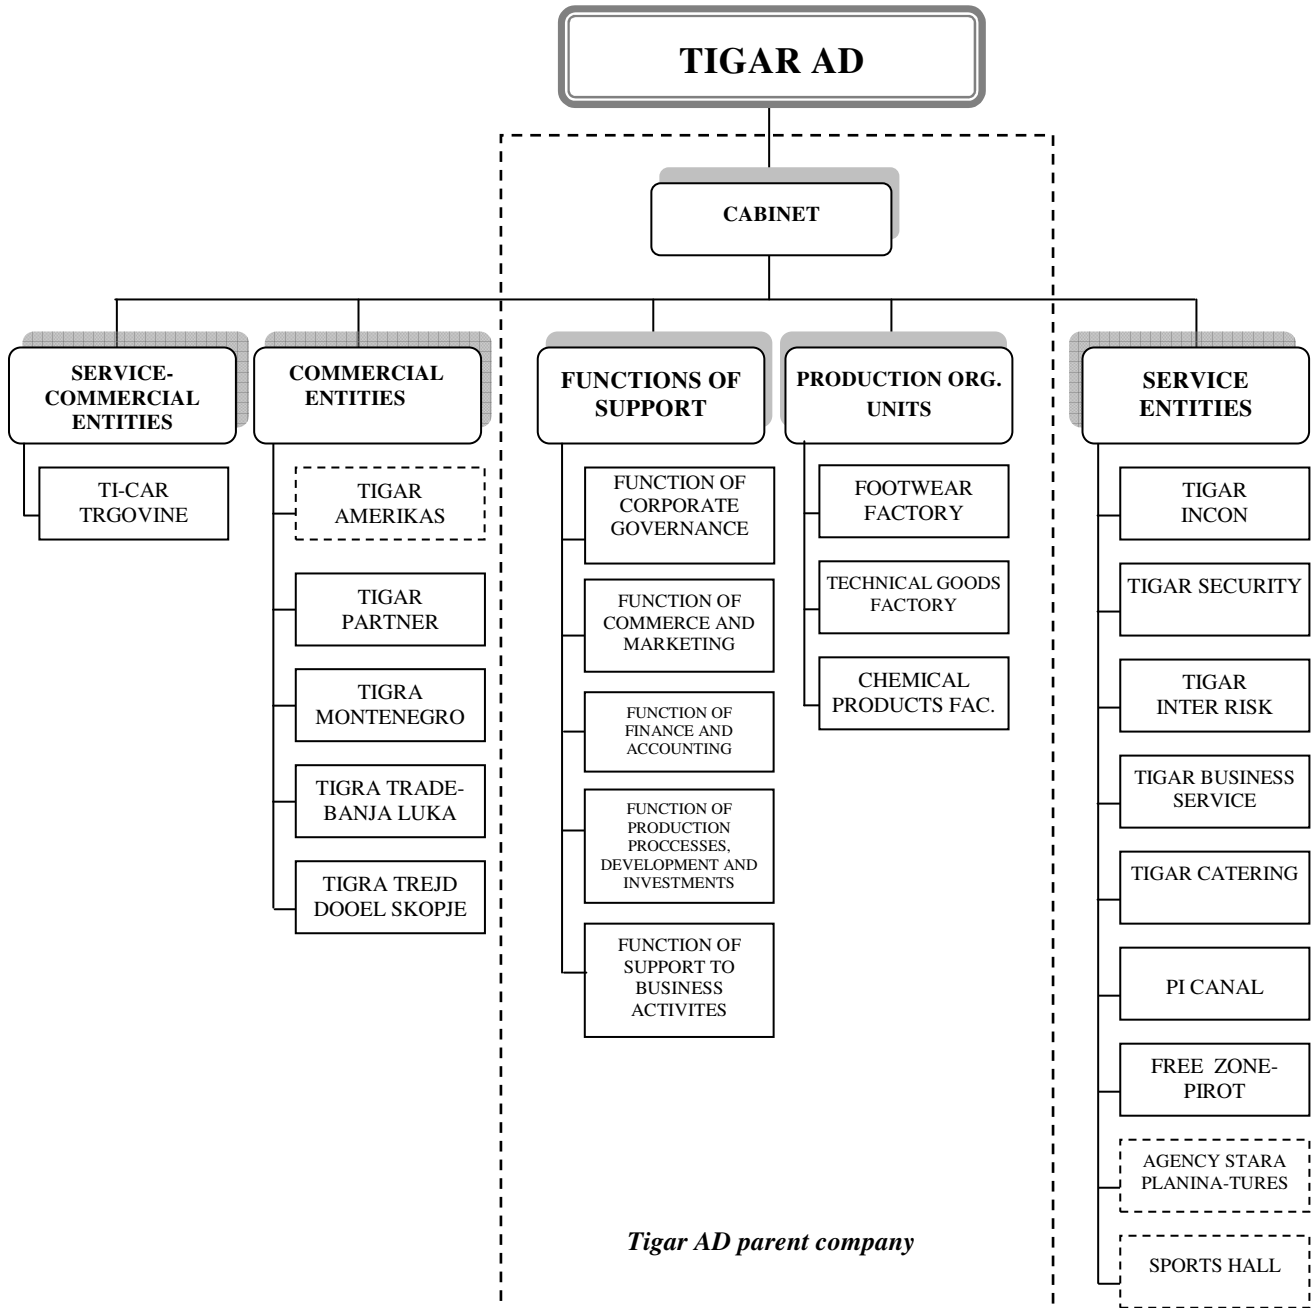 TIGAR AD
CABINET
SERVICE-
COMMERCIAL
ENTITIES
TI-CAR
TRGOVINE
COMMERCIAL
ENTITIES
TIGAR
AMERIKAS
TIGAR
PARTNER
TIGRA
MONTENEGRO
TIGRA TRADE-
BANJA LUKA
TIGRA TREJD
DOOEL SKOPJE
FUNCTIONS OF
SUPPORT
FUNCTION OF
CORPORATE
GOVERNANCE
FUNCTION OF
COMMERCE AND
MARKETING
FUNCTION OF
FINANCE AND
ACCOUNTING
FUNCTION OF
PRODUCTION
PROCCESSES,
DEVELOPMENT AND
INVESTMENTS
FUNCTION OF
SUPPORT TO
BUSINESS
ACTIVITES
PRODUCTION ORG.
UNITS
FOOTWEAR
FACTORY
TECHNICAL GOODS
FACTORY
CHEMICAL
PRODUCTS FAC.
SERVICE
ENTITIES
TIGAR
INCON
TIGAR SECURITY
TIGAR
INTER RISK
TIGAR BUSINESS
SERVICE
TIGAR CATERING
PI CANAL
FREE ZONE-
PIROT
AGENCY STARA
PLANINA-TURES
SPORTS HALL
Tigar AD parent company